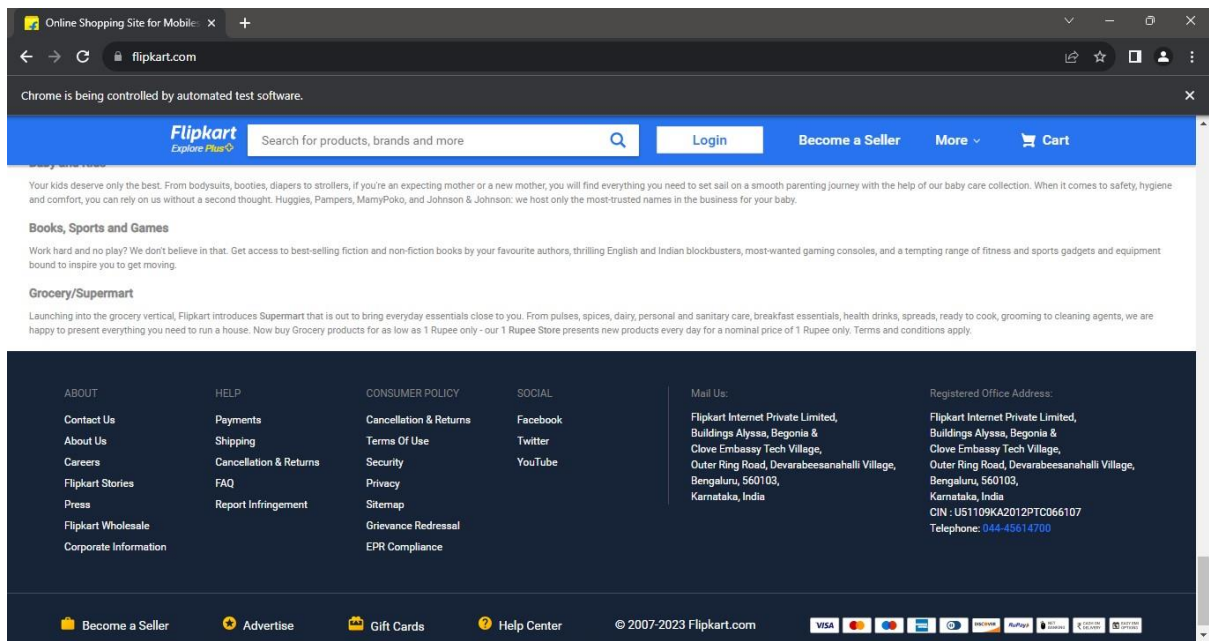 Online Shopping Site for Mobiles
flipkart.com
Chrome is being controlled by automated test software.
Flipkart
Explore Plus
Search for products, brands and more
Login
Become a Seller
More
Cart
Baby and Kids
Your kids deserve only the best. From bodysuits, booties, diapers to strollers, if you're an expecting mother or a new mother, you will find everything you need to set sail on a smooth parenting journey with the help of our baby care collection. When it comes to safety, hygiene
and comfort, you can rely on us without a second thought. Huggies, Pampers, MamyPoko, and Johnson & Johnson: we host only the most-trusted names in the business for your baby.
Books, Sports and Games
Work hard and no play? We don't believe in that. Get access to best-selling fiction and non-fiction books by your favourite authors, thrilling English and Indian blockbusters, most-wanted gaming consoles, and a tempting range of fitness and sports gadgets and equipment
bound to inspire you to get moving.
Grocery/Supermart
Launching into the grocery vertical, Flipkart introduces Supermart that is out to bring everyday essentials close to you. From pulses, spices, dairy, personal and sanitary care, breakfast essentials, health drinks, spreads, ready to cook, grooming to cleaning agents, we are
happy to present everything you need to run a house. Now buy Grocery products for as low as 1 Rupee only - our 1 Rupee Store presents new products every day for a nominal price of 1 Rupee only. Terms and conditions apply.
ABOUT
Contact Us
About Us
Careers
Flipkart Stories
Press
Flipkart Wholesale
Corporate Information
HELP
Payments
Shipping
Cancellation & Returns
FAQ
Report Infringement
CONSUMER POLICY
Cancellation & Returns
Terms Of Use
Security
Privacy
Sitemap
Grievance Redressal
EPR Compliance
SOCIAL
Facebook
Twitter
YouTube
Mail Us:
Flipkart Internet Private Limited,
Buildings Alyssa, Begonia &
Clove Embassy Tech Village,
Outer Ring Road, Devarabeesanahalli Village,
Bengaluru, 560103,
Karnataka, India
Registered Office Address:
Flipkart Internet Private Limited,
Buildings Alyssa, Begonia &
Clove Embassy Tech Village,
Outer Ring Road, Devarabeesanahalli Village,
Bengaluru, 560103,
Karnataka, India
CIN : U51109KA2012PTC066107
Telephone: 044-45614700
Become a Seller
Advertise
Gift Cards
Help Center
© 2007-2023 Flipkart.com
VISA
DISCOVER
RuPay